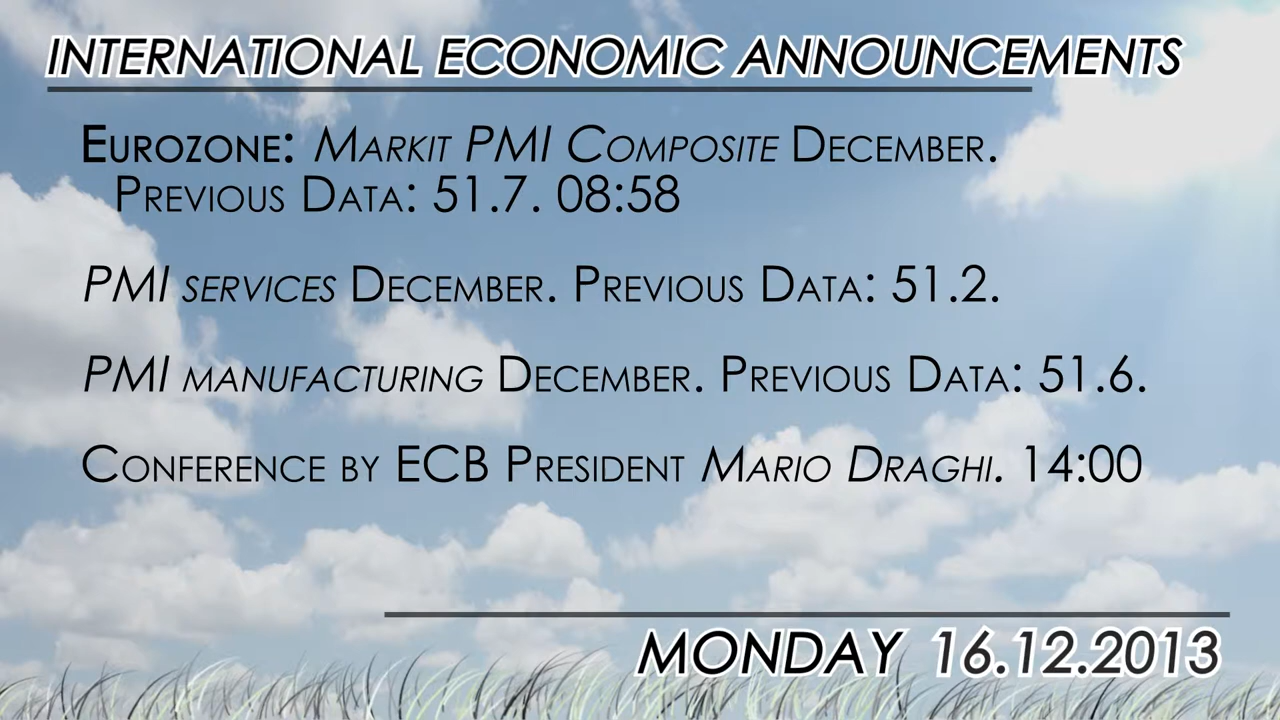 INTERNATIONAL ECONOMIC ANNOUNCEMENTS
EUROZONE: MARKIT PMI COMPOSITE DECEMBER.
PREVIOUS DATA: 51.7. 08:58
PMI SERVICES DECEMBER. PREVIOUS DATA: 51.2.
PMI MANUFACTURING DECEMBER. PREVIOUS DATA: 51.6.
CONFERENCE BY ECB PRESIDENT MARIO DRAGHI. 14:00
MONDAY 16.12.2013